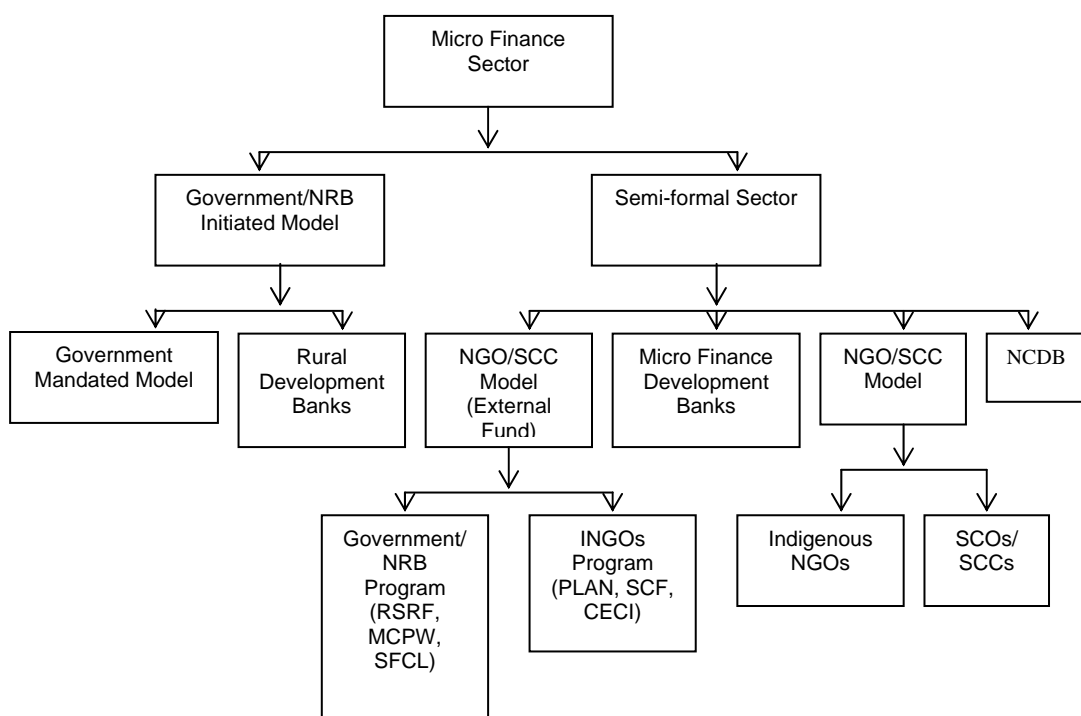 Micro Finance
Sector
Government/NRB
Initiated Model
Semi-formal Sector
Government
Mandated Model
Rural
Development
Banks
NGO/SCC
Model
(External
Fund)
Micro Finance
Development
Banks
NGO/SCC
Model
NCDB
Government/
NRB
Program
(RSRF,
MCPW,
SFCL)
INGOs
Program
(PLAN, SCF,
CECI)
Indigenous
NGOs
SCOs/
SCCs